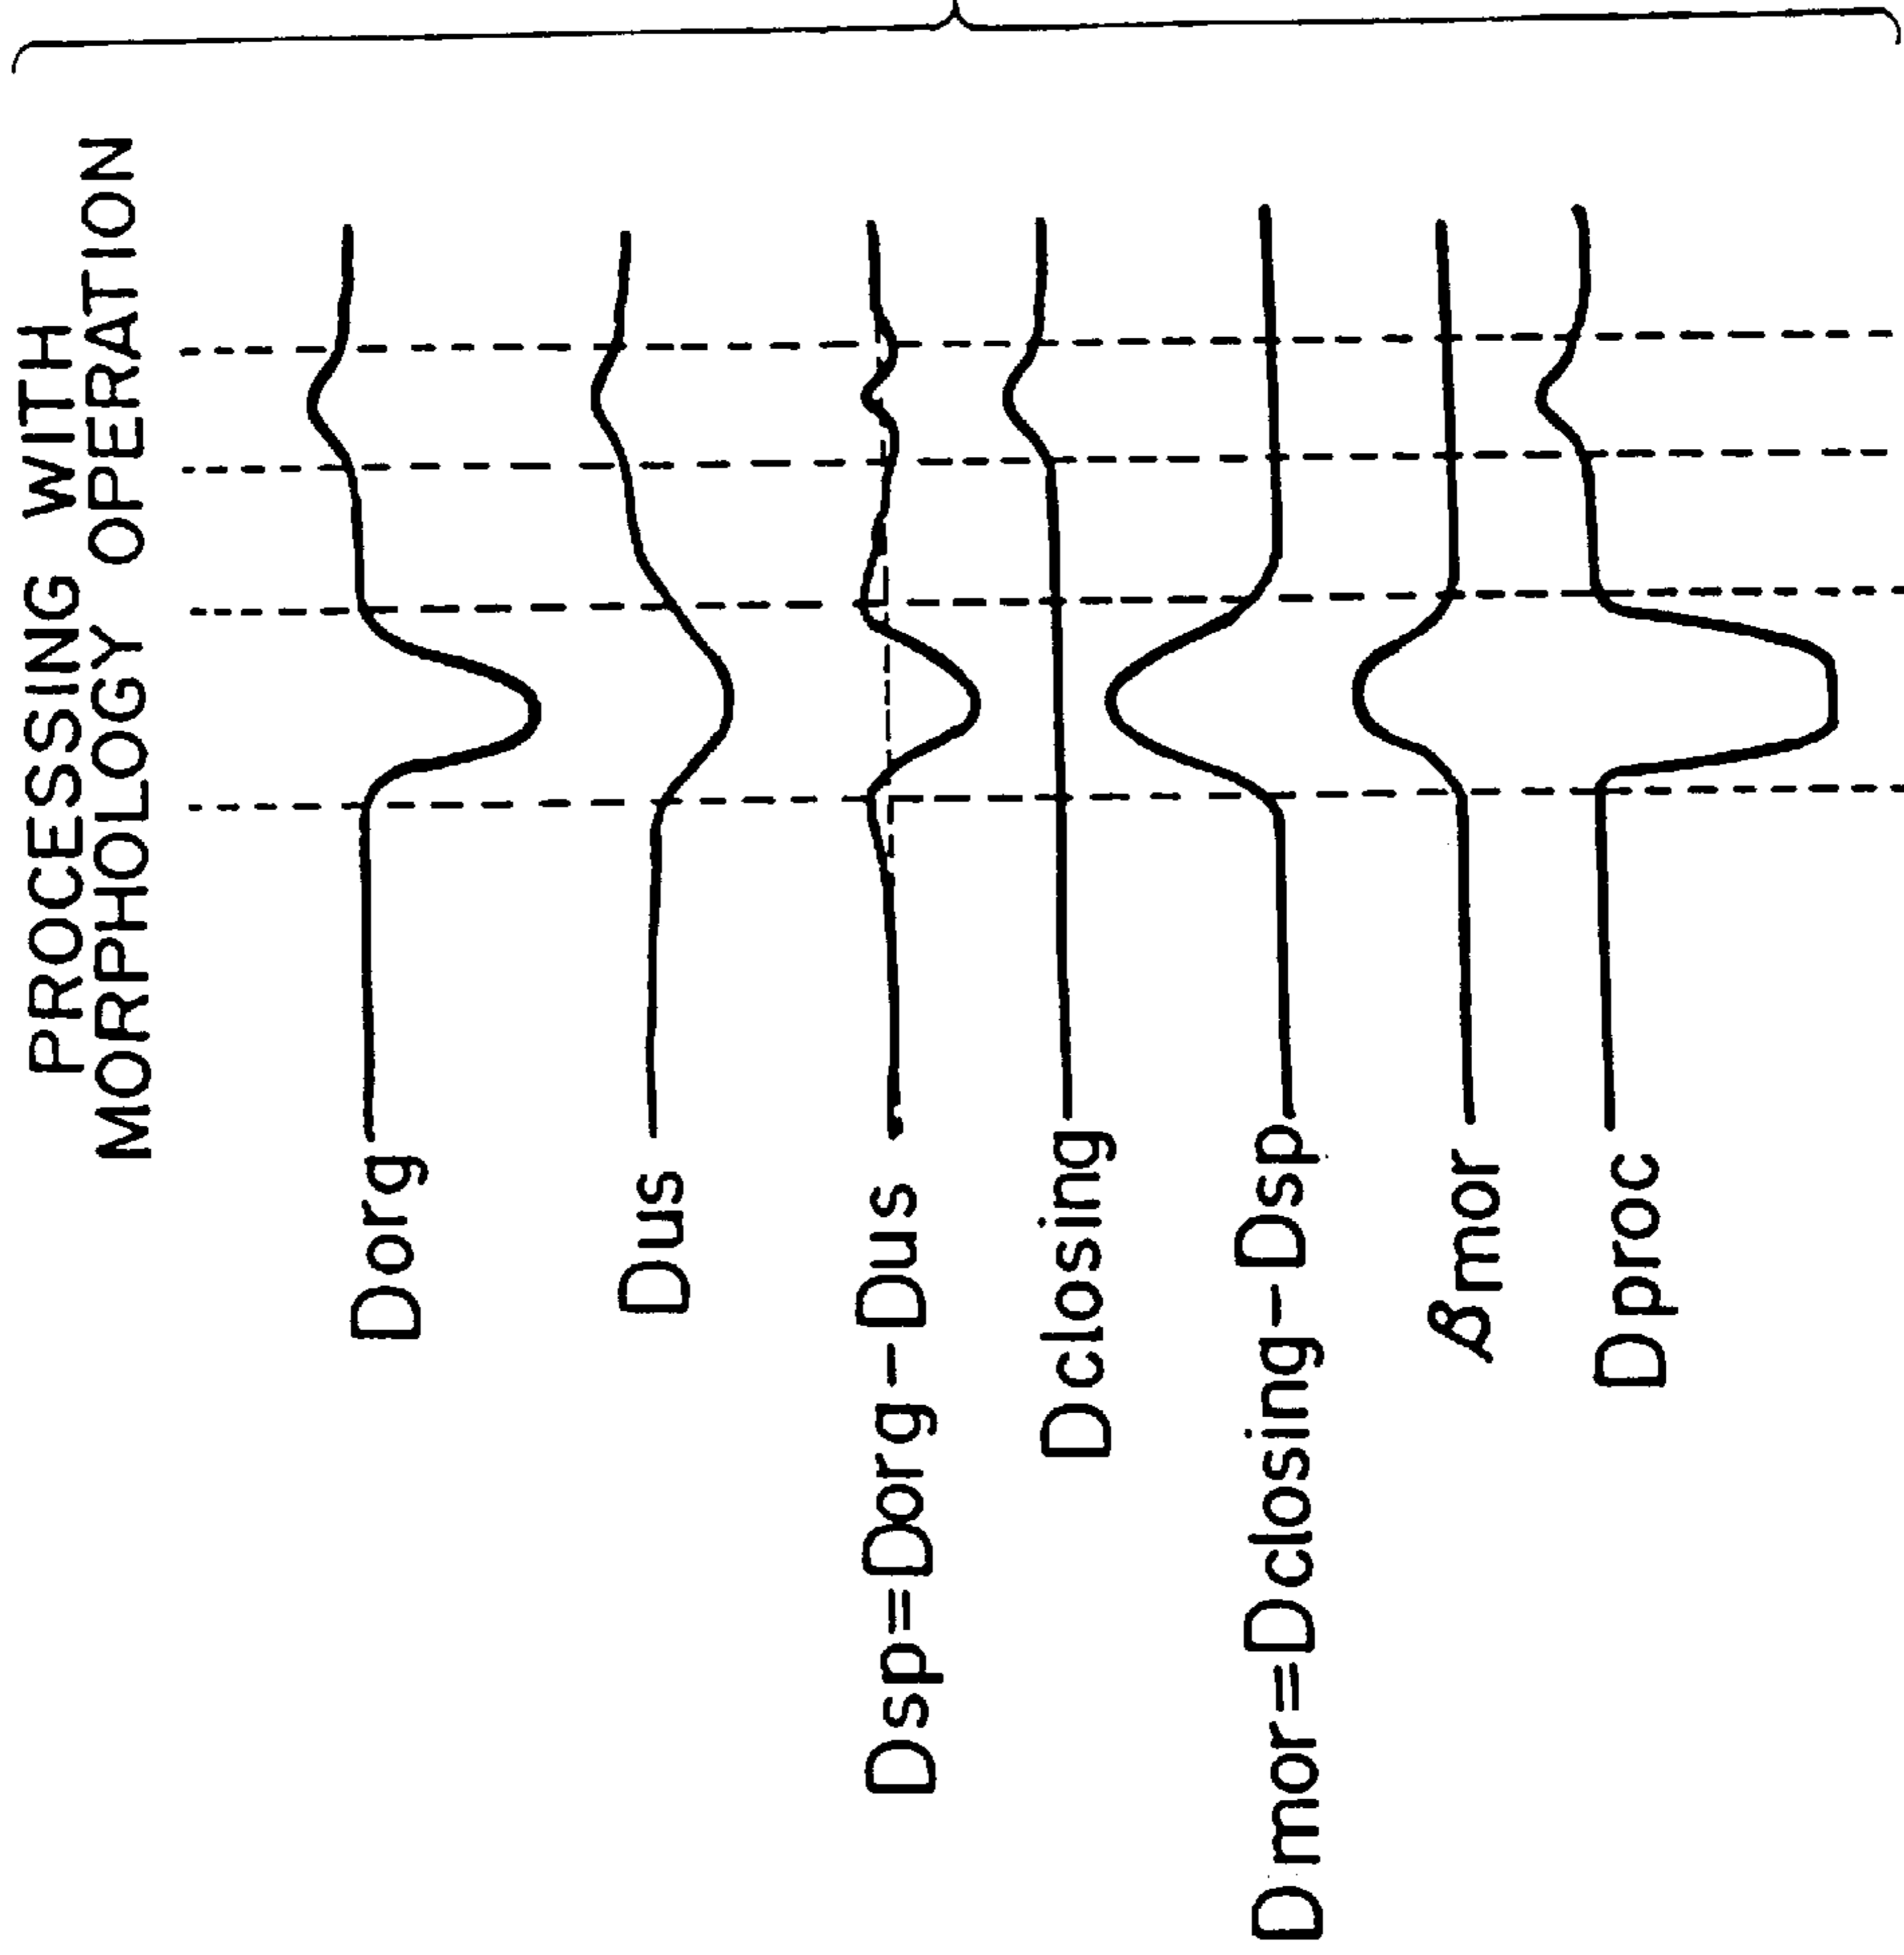 PROCESSING WITH
MORPHOLOGY OPERATION
Dorg
Dus
Dsp=Dorg-Dus
Dclosing
Dmor=Dclosing-Dsp
βmor
Dproc